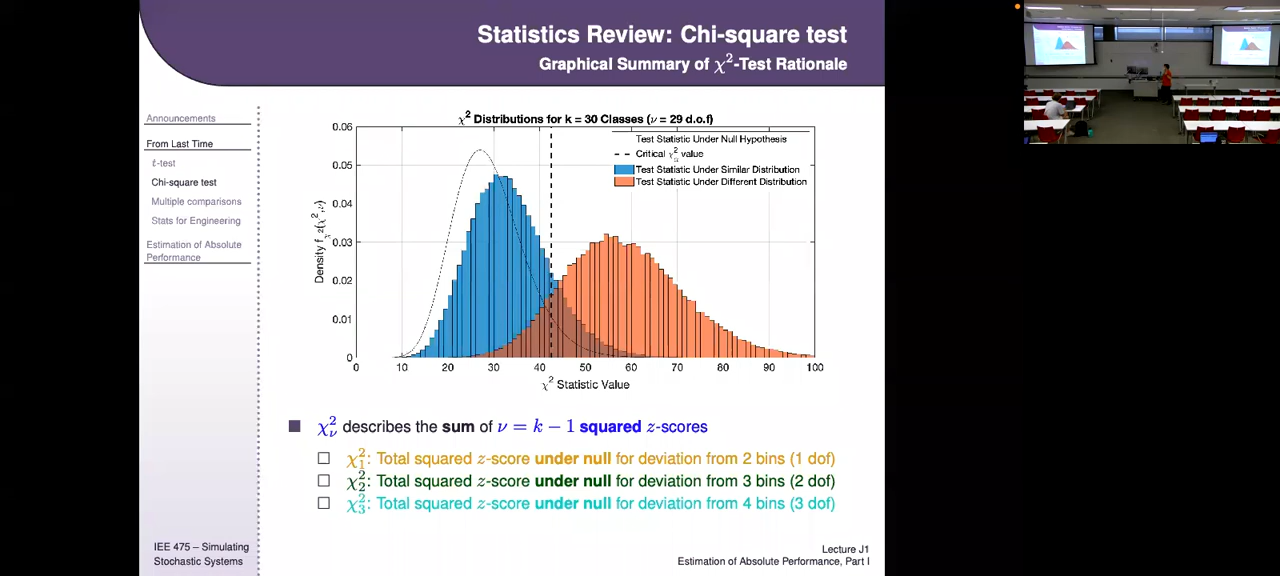 Statistics Review: Chi-square test
Graphical Summary of χ²-Test Rationale
Announcements
From Last Time
t-test
Chi-square test
Multiple comparisons
Stats for Engineering
Estimation of Absolute
Performance
χ² Distributions for k = 30 Classes (ν = 29 d.o.f)
Test Statistic Under Null Hypothesis
Critical χ²α value
Test Statistic Under Similar Distribution
Test Statistic Under Different Distribution
Density fχ²(χ²,ν)
0.06
0.05
0.04
0.03
0.02
0.01
0
0 10 20 30 40 50 60 70 80 90 100
χ² Statistic Value
χ²ν describes the sum of ν = k − 1 squared z-scores
χ²1: Total squared z-score under null for deviation from 2 bins (1 dof)
χ²2: Total squared z-score under null for deviation from 3 bins (2 dof)
χ²3: Total squared z-score under null for deviation from 4 bins (3 dof)
IEE 475 – Simulating
Stochastic Systems
Lecture J1
Estimation of Absolute Performance, Part I